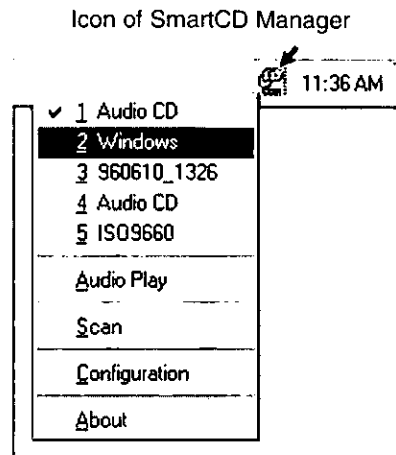 Icon of SmartCD Manager
11:36 AM
✓ 1 Audio CD
2 Windows
3 960610_1326
4 Audio CD
5 ISO9660
Audio Play
Scan
Configuration
About